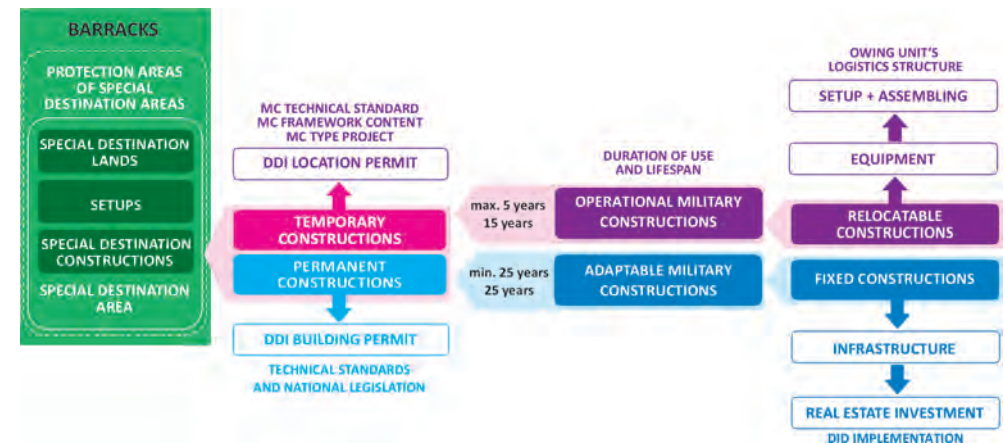 BARRACKS
PROTECTION AREAS
OF SPECIAL
DESTINATION AREAS
SPECIAL DESTINATION
LANDS
SETUPS
SPECIAL DESTINATION
CONSTRUCTIONS
SPECIAL DESTINATION
AREA
MC TECHNICAL STANDARD
MC FRAMEWORK CONTENT
MC TYPE PROJECT
DDI LOCATION PERMIT
TEMPORARY
CONSTRUCTIONS
PERMANENT
CONSTRUCTIONS
DDI BUILDING PERMIT
TECHNICAL STANDARDS
AND NATIONAL LEGISLATION
DURATION OF USE
AND LIFESPAN
max. 5 years
15 years
OPERATIONAL MILITARY
CONSTRUCTIONS
min. 25 years
25 years
ADAPTABLE MILITARY
CONSTRUCTIONS
OWING UNIT'S
LOGISTICS STRUCTURE
SETUP + ASSEMBLING
EQUIPMENT
RELOCATABLE
CONSTRUCTIONS
FIXED CONSTRUCTIONS
INFRASTRUCTURE
REAL ESTATE INVESTMENT
DID IMPLEMENTATION